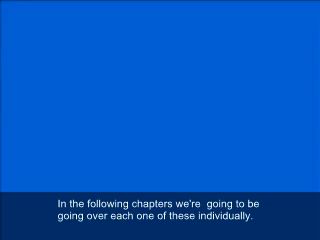 In the following chapters we're  going to be
going over each one of these individually.